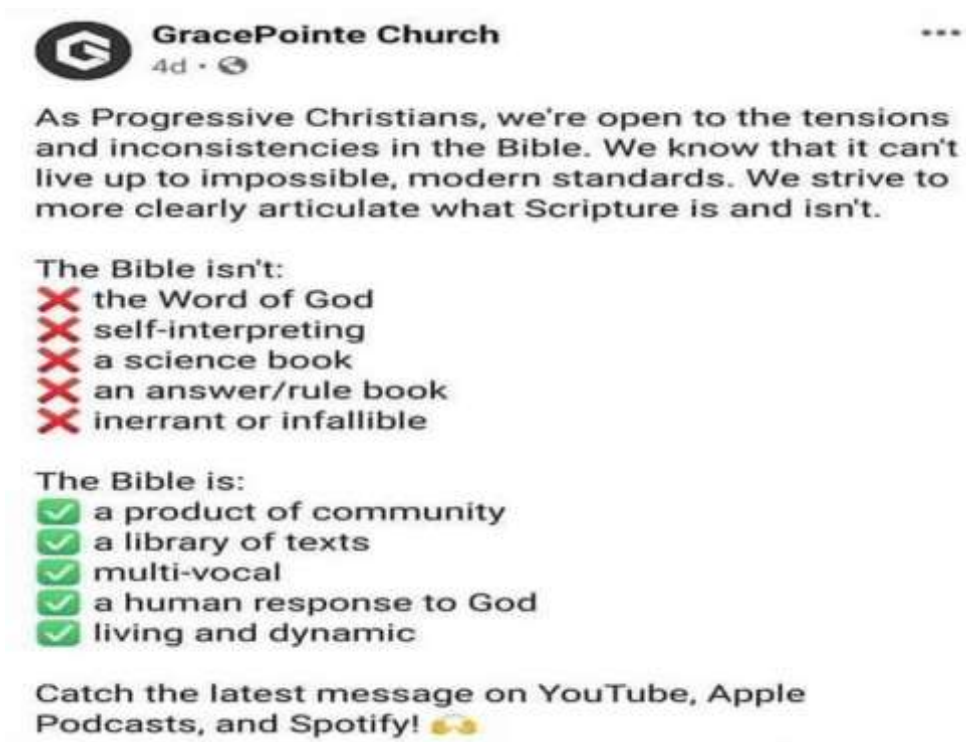 GracePointe Church
4d ·
As Progressive Christians, we're open to the tensions
and inconsistencies in the Bible. We know that it can't
live up to impossible, modern standards. We strive to
more clearly articulate what Scripture is and isn't.
The Bible isn't:
❌ the Word of God
❌ self-interpreting
❌ a science book
❌ an answer/rule book
❌ inerrant or infallible
The Bible is:
✅ a product of community
✅ a library of texts
✅ multi-vocal
✅ a human response to God
✅ living and dynamic
Catch the latest message on YouTube, Apple
Podcasts, and Spotify! 🙌